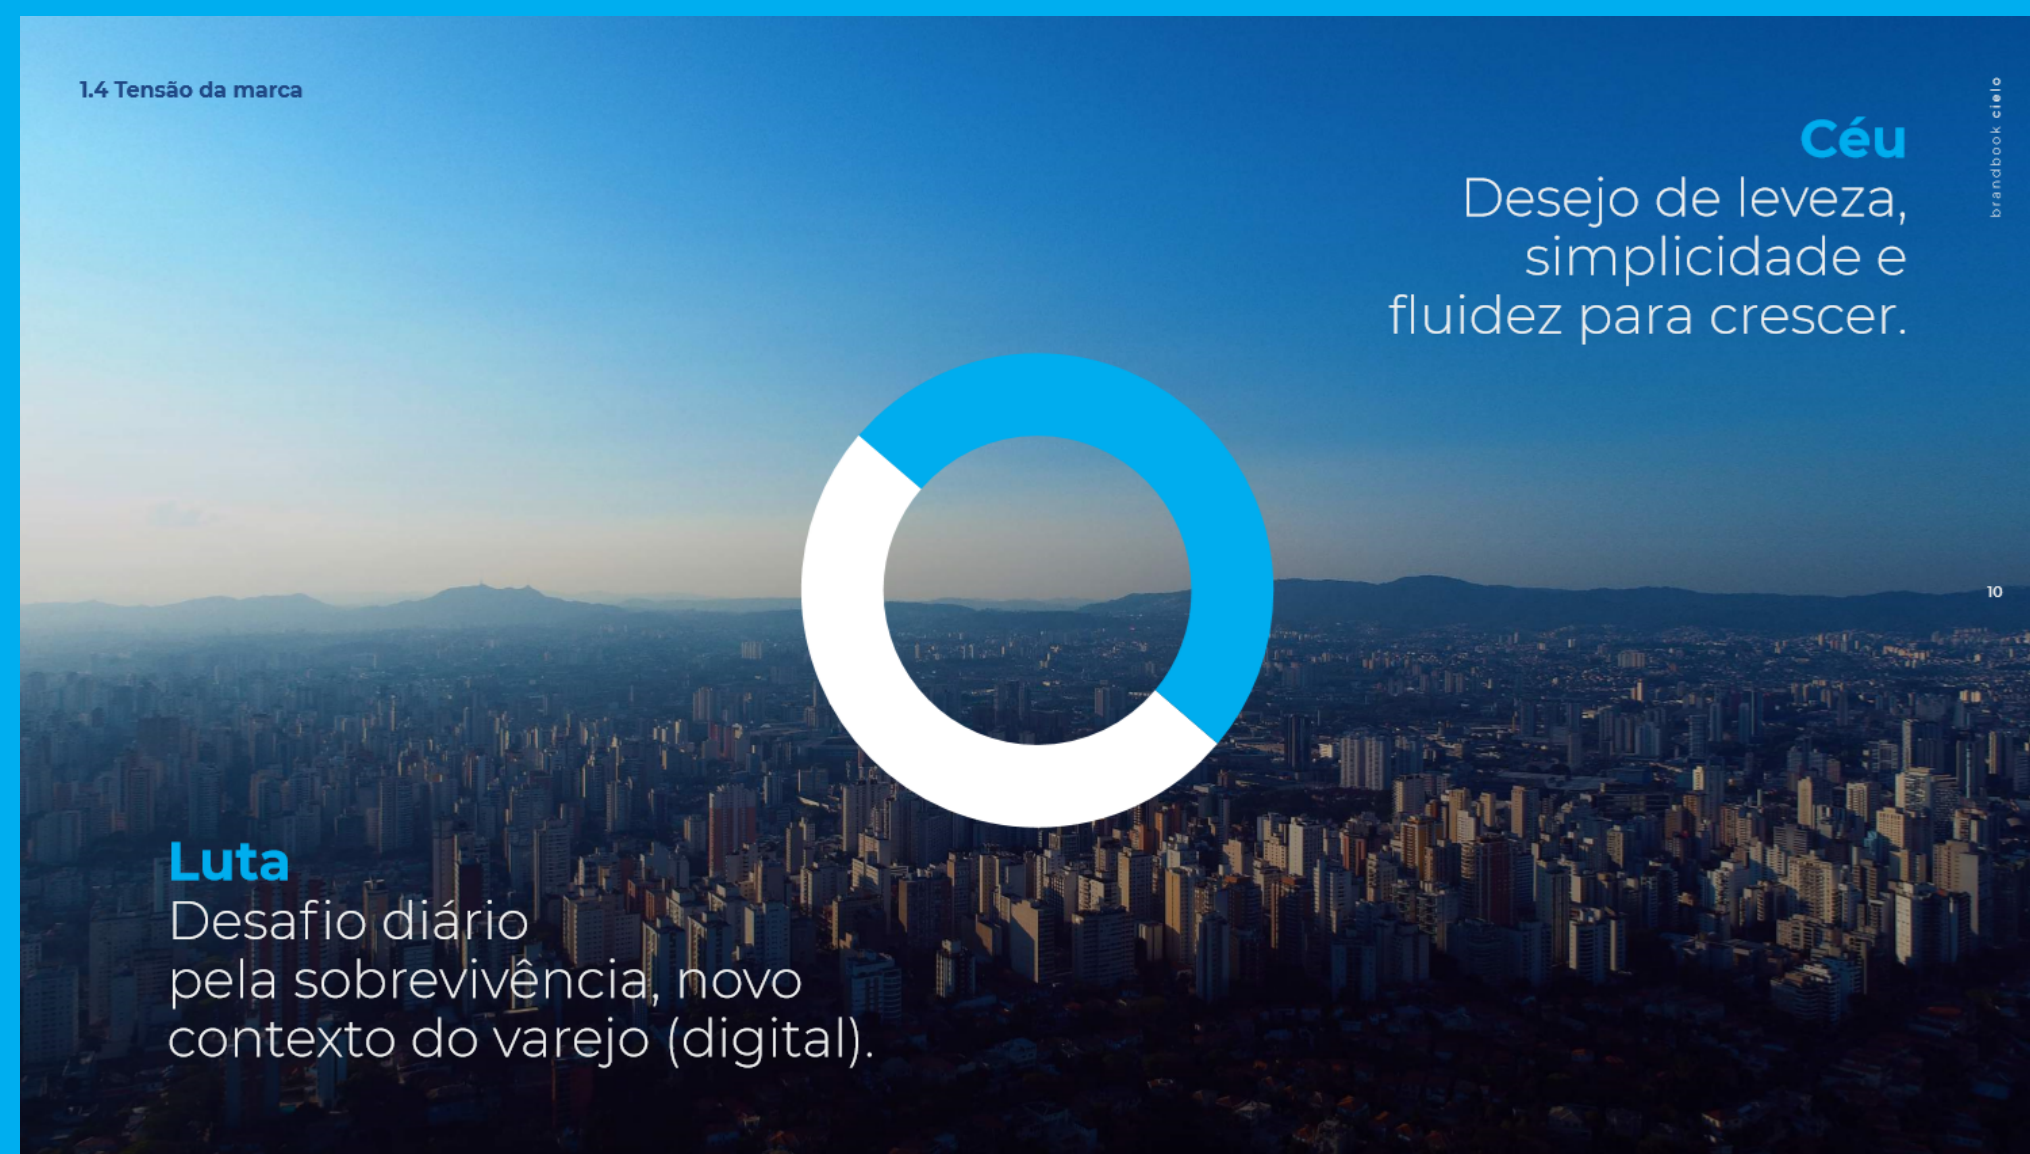 1.4 Tensão da marca
Céu
Desejo de leveza,
simplicidade e
fluidez para crescer.
brandbook cielo
10
Luta
Desafio diário
pela sobrevivência, novo
contexto do varejo (digital).